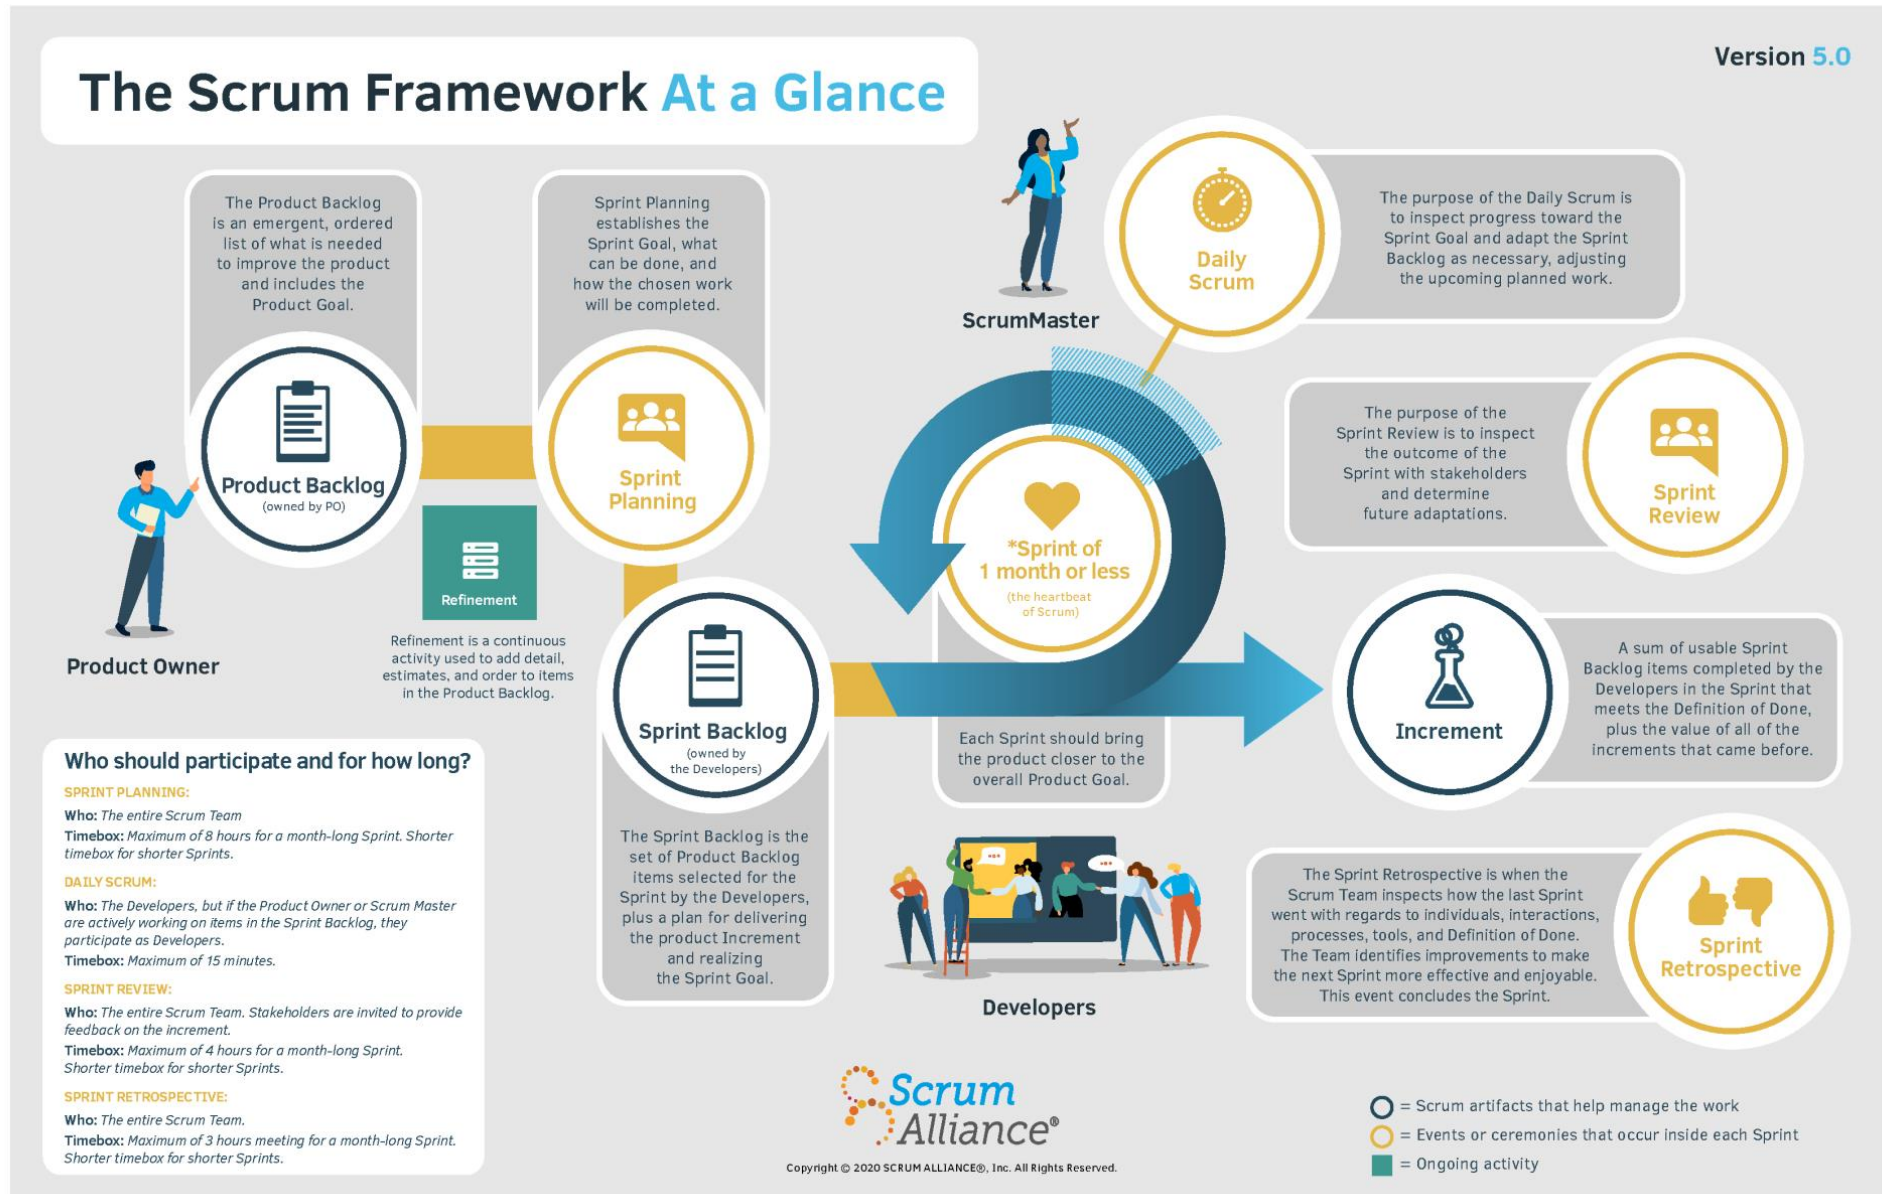 The Scrum Framework At a Glance
Version 5.0
The Product Backlog
is an emergent, ordered
list of what is needed
to improve the product
and includes the
Product Goal.
Product Backlog
(owned by PO)
Product Owner
Sprint Planning
establishes the
Sprint Goal, what
can be done, and
how the chosen work
will be completed.
Sprint
Planning
Refinement
Refinement is a continuous
activity used to add detail,
estimates, and order to items
in the Product Backlog.
Sprint Backlog
(owned by
the Developers)
The Sprint Backlog is the
set of Product Backlog
items selected for the
Sprint by the Developers,
plus a plan for delivering
the product Increment
and realizing
the Sprint Goal.
ScrumMaster
Daily
Scrum
The purpose of the Daily Scrum is
to inspect progress toward the
Sprint Goal and adapt the Sprint
Backlog as necessary, adjusting
the upcoming planned work.
*Sprint of
1 month or less
(the heartbeat
of Scrum)
Each Sprint should bring
the product closer to the
overall Product Goal.
The purpose of the
Sprint Review is to inspect
the outcome of the
Sprint with stakeholders
and determine
future adaptations.
Sprint
Review
Increment
A sum of usable Sprint
Backlog items completed by the
Developers in the Sprint that
meets the Definition of Done,
plus the value of all of the
increments that came before.
Developers
The Sprint Retrospective is when the
Scrum Team inspects how the last Sprint
went with regards to individuals, interactions,
processes, tools, and Definition of Done.
The Team identifies improvements to make
the next Sprint more effective and enjoyable.
This event concludes the Sprint.
Sprint
Retrospective
Who should participate and for how long?
SPRINT PLANNING:
Who: The entire Scrum Team
Timebox: Maximum of 8 hours for a month-long Sprint. Shorter
timebox for shorter Sprints.
DAILY SCRUM:
Who: The Developers, but if the Product Owner or Scrum Master
are actively working on items in the Sprint Backlog, they
participate as Developers.
Timebox: Maximum of 15 minutes.
SPRINT REVIEW:
Who: The entire Scrum Team. Stakeholders are invited to provide
feedback on the increment.
Timebox: Maximum of 4 hours for a month-long Sprint.
Shorter timebox for shorter Sprints.
SPRINT RETROSPECTIVE:
Who: The entire Scrum Team.
Timebox: Maximum of 3 hours meeting for a month-long Sprint.
Shorter timebox for shorter Sprints.
Scrum
Alliance®
Copyright © 2020 SCRUM ALLIANCE®, Inc. All Rights Reserved.
= Scrum artifacts that help manage the work
= Events or ceremonies that occur inside each Sprint
= Ongoing activity